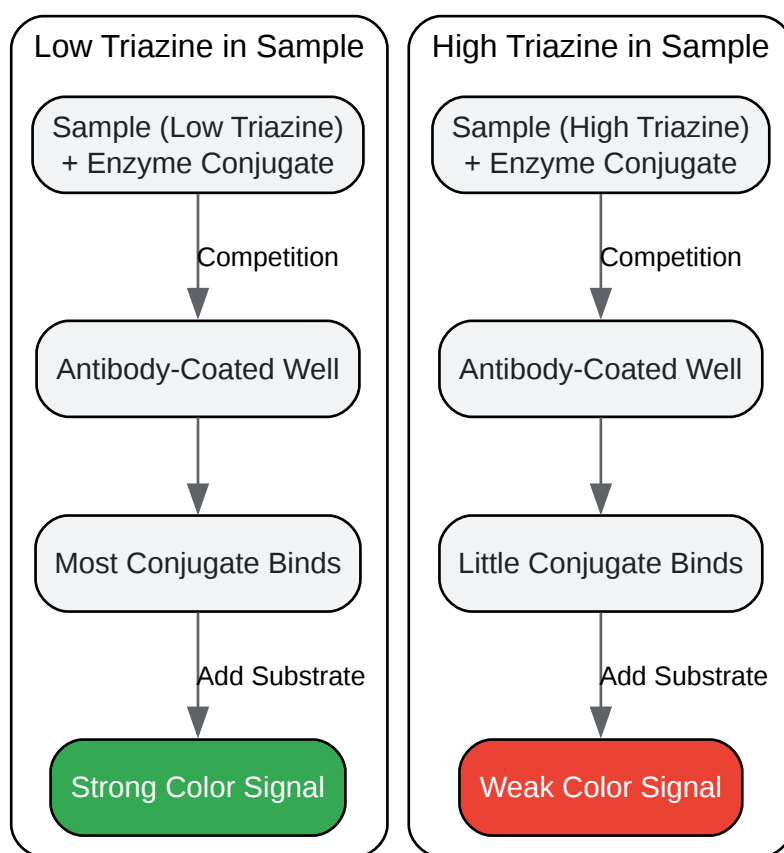 Low Triazine in Sample
Sample (Low Triazine)
+ Enzyme Conjugate
Competition
Antibody-Coated Well
Most Conjugate Binds
Add Substrate
Strong Color Signal
High Triazine in Sample
Sample (High Triazine)
+ Enzyme Conjugate
Competition
Antibody-Coated Well
Little Conjugate Binds
Add Substrate
Weak Color Signal